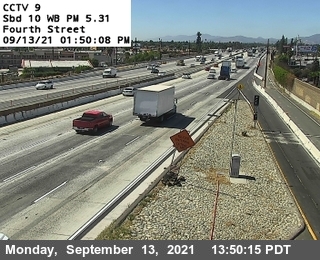 CCTV 9
Sbd 10 WB PM 5.31
Fourth Street
09/13/21 01:50:08 PM
Monday, September 13, 2021 13:50:15 PDT